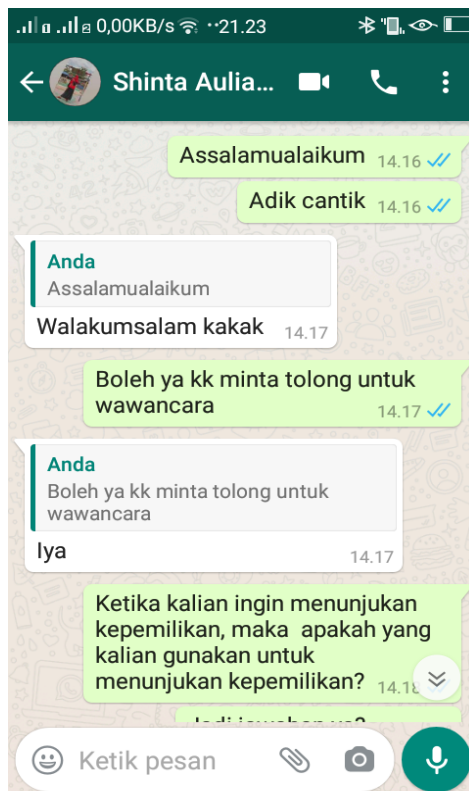 0,00KB/s ··21.23
Shinta Aulia...
Assalamualaikum 14.16
Adik cantik 14.16
Anda
Assalamualaikum
Walakumsalam kakak 14.17
Boleh ya kk minta tolong untuk
wawancara 14.17
Anda
Boleh ya kk minta tolong untuk
wawancara
Iya 14.17
Ketika kalian ingin menunjukan
kepemilikan, maka apakah yang
kalian gunakan untuk
menunjukan kepemilikan? 14.18
Ketik pesan